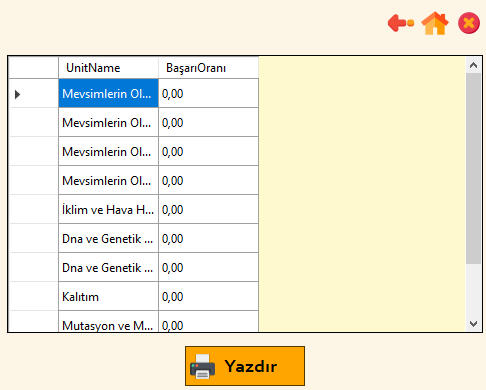 UnitName BaşarıOranı
Mevsimlerin Ol... 0,00
Mevsimlerin Ol... 0,00
Mevsimlerin Ol... 0,00
Mevsimlerin Ol... 0,00
İklim ve Hava H... 0,00
Dna ve Genetik ... 0,00
Dna ve Genetik ... 0,00
Kalıtım 0,00
Mutasyon ve M... 0,00
Yazdır